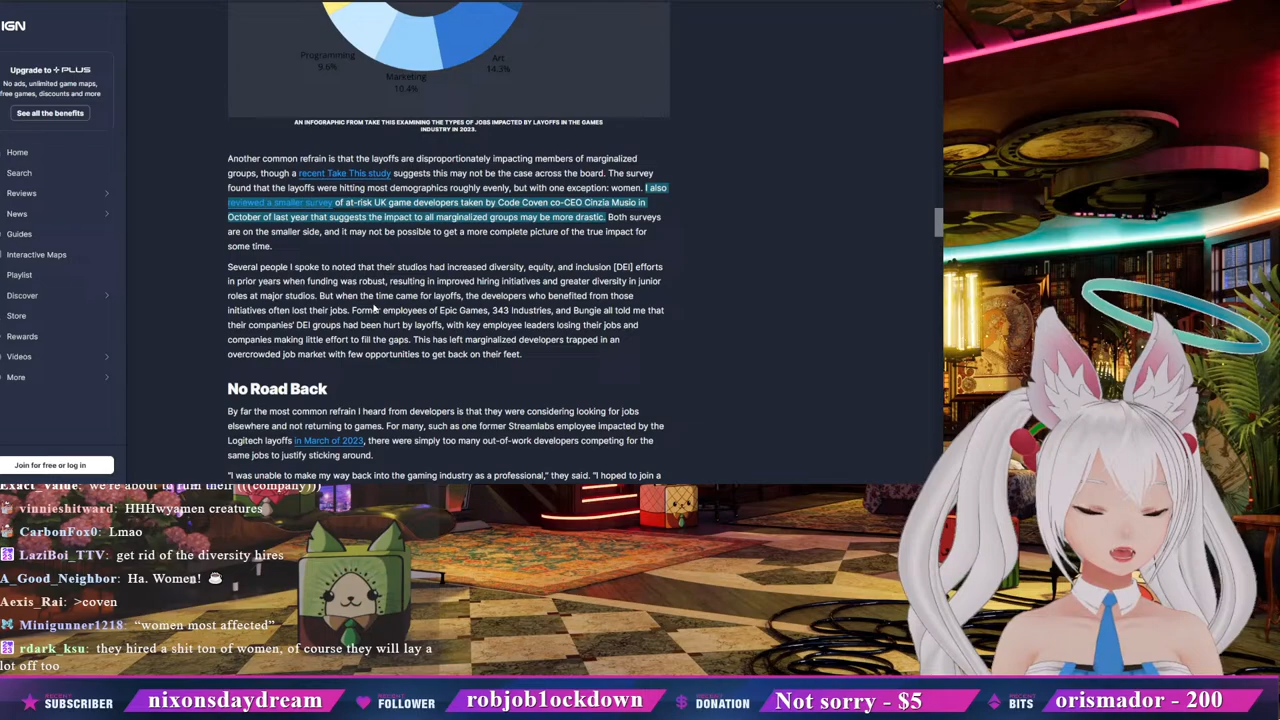 IGN
Upgrade to PLUS
No ads, unlimited game maps,
free games, discounts and more
See all the benefits
Home
Search
Reviews
News
Guides
Interactive Maps
Playlist
Discover
Store
Rewards
Videos
More
Join for free or log in
Programming
9.6%
Marketing
10.4%
Art
14.3%
AN INFOGRAPHIC FROM TAKE THIS EXAMINING THE TYPES OF JOBS IMPACTED BY LAYOFFS IN THE GAMES
INDUSTRY IN 2023.
Another common refrain is that the layoffs are disproportionately impacting members of marginalized
groups, though a recent Take This study suggests this may not be the case across the board. The survey
found that the layoffs were hitting most demographics roughly evenly, but with one exception: women. I also
reviewed a smaller survey of at-risk UK game developers taken by Code Coven co-CEO Cinzia Musio in
October of last year that suggests the impact to all marginalized groups may be more drastic. Both surveys
are on the smaller side, and it may not be possible to get a more complete picture of the true impact for
some time.
Several people I spoke to noted that their studios had increased diversity, equity, and inclusion [DEI] efforts
in prior years when funding was robust, resulting in improved hiring initiatives and greater diversity in junior
roles at major studios. But when the time came for layoffs, the developers who benefited from those
initiatives often lost their jobs. Former employees of Epic Games, 343 Industries, and Bungie all told me that
their companies' DEI groups had been hurt by layoffs, with key employee leaders losing their jobs and
companies making little effort to fill the gaps. This has left marginalized developers trapped in an
overcrowded job market with few opportunities to get back on their feet.
No Road Back
By far the most common refrain I heard from developers is that they were considering looking for jobs
elsewhere and not returning to games. For many, such as one former Streamlabs employee impacted by the
Logitech layoffs in March of 2023, there were simply too many out-of-work developers competing for the
same jobs to justify sticking around.
"I was unable to make my way back into the gaming industry as a professional," they said. "I hoped to join a
Exact_Value: we're about to ruin their((((company))))
vinnieshitward: HHHwyamen creatures
CarbonFox0: Lmao
LaziBoi_TTV: get rid of the diversity hires
A_Good_Neighbor: Ha. Women! ☕
Aexis_Rai: >coven
Minigunner1218: "women most affected"
rdark_ksu: they hired a shit ton of women, of course they will lay a
lot off too
RECENT SUBSCRIBER nixonsdaydream RECENT FOLLOWER robjob1ockdown RECENT DONATION Not sorry - $5 RECENT BITS orismador - 200